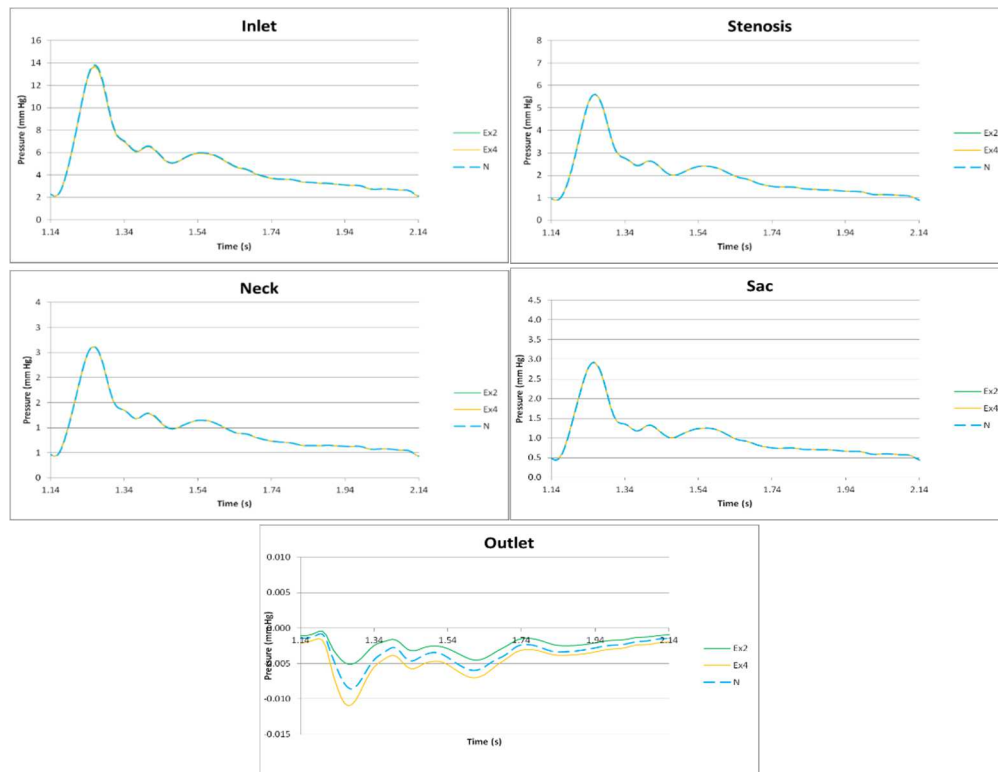 Inlet
Pressure (mm Hg)
16
14
12
10
8
6
4
2
0
1.14 1.34 1.54 1.74 1.94 2.14
Time (s)
Ex2
Ex4
N
Stenosis
Pressure (mm Hg)
8
7
6
5
4
3
2
1
0
1.14 1.34 1.54 1.74 1.94 2.14
Time (s)
Ex2
Ex4
N
Neck
Pressure (mm Hg)
4
3
3
2
2
1
1
0
1.14 1.34 1.54 1.74 1.94 2.14
Time (s)
Ex2
Ex4
N
Sac
Pressure (mm Hg)
4.5
4.0
3.5
3.0
2.5
2.0
1.5
1.0
0.5
0.0
1.14 1.34 1.54 1.74 1.94 2.14
Time (s)
Ex2
Ex4
N
Outlet
Pressure (mm Hg)
0.010
0.005
0.000
-0.005
-0.010
-0.015
1.14 1.34 1.54 1.74 1.94 2.14
Time (s)
Ex2
Ex4
N